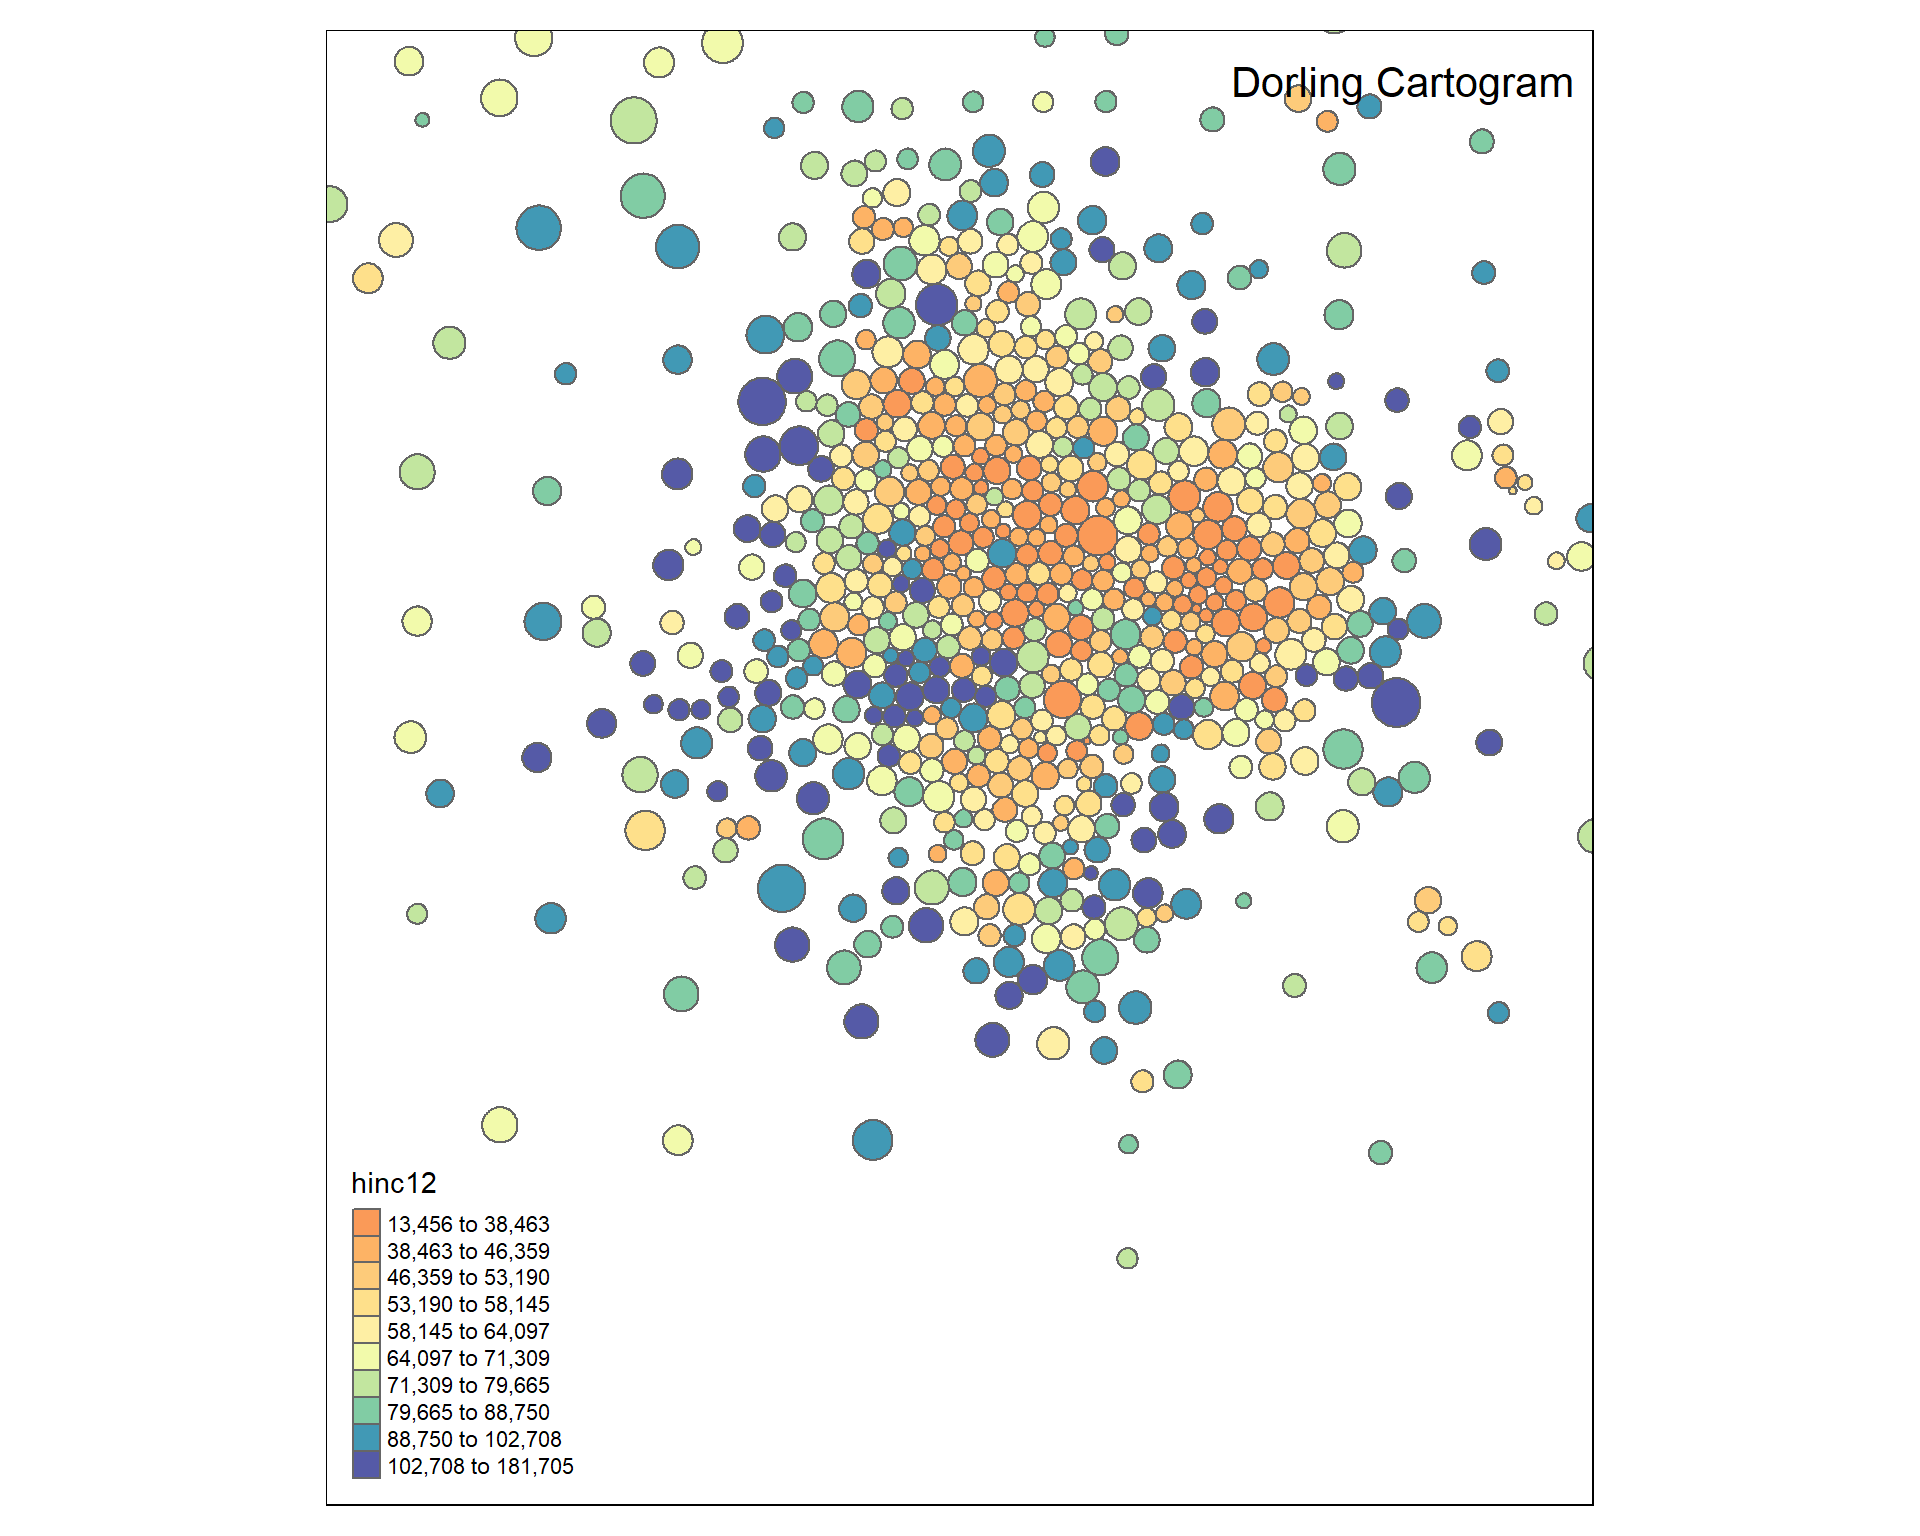 Dorling Cartogram
hinc12
13,456 to 38,463
38,463 to 46,359
46,359 to 53,190
53,190 to 58,145
58,145 to 64,097
64,097 to 71,309
71,309 to 79,665
79,665 to 88,750
88,750 to 102,708
102,708 to 181,705